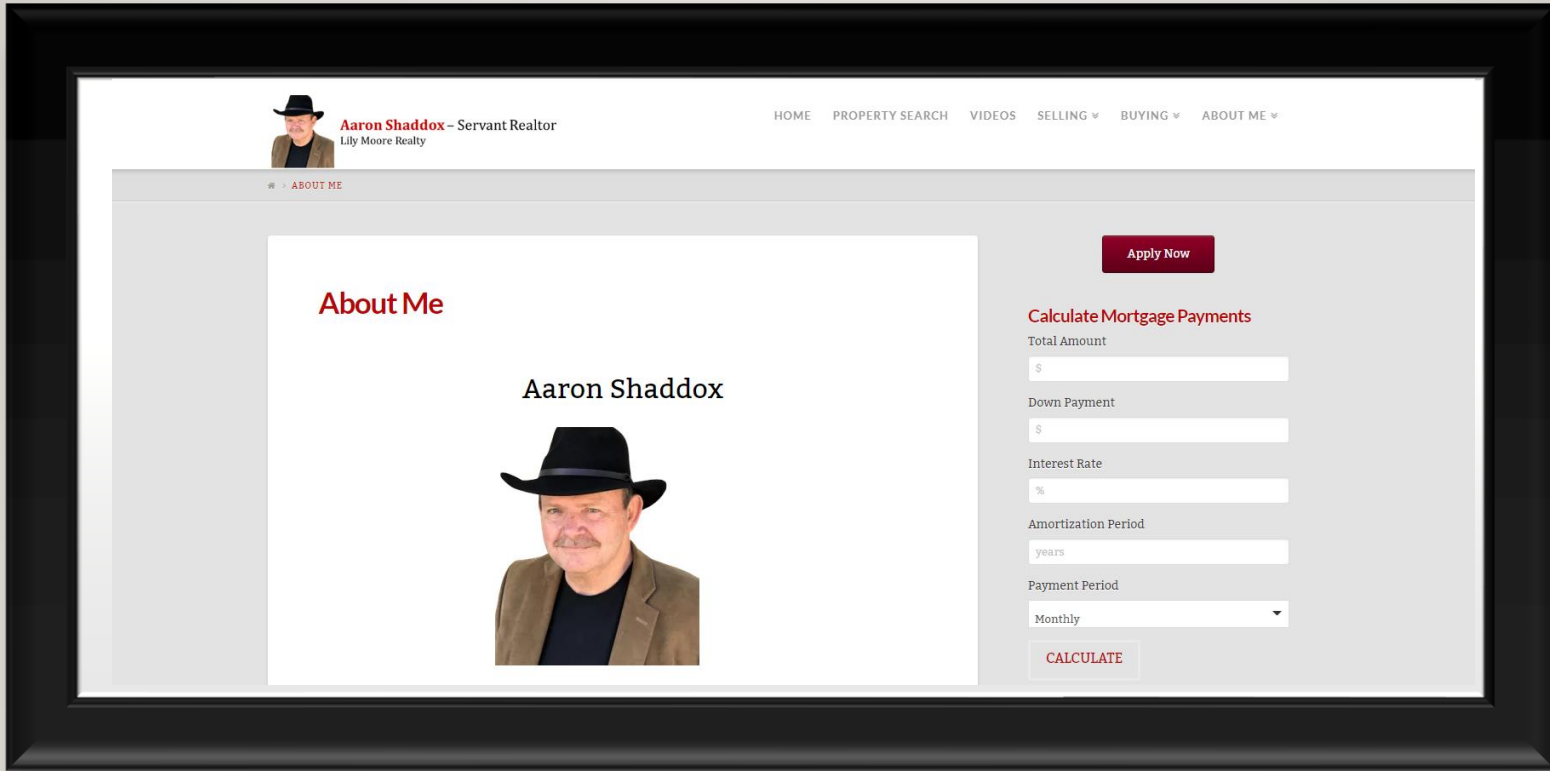 Aaron Shaddox – Servant Realtor
Lily Moore Realty
HOME PROPERTY SEARCH VIDEOS SELLING BUYING ABOUT ME
> ABOUT ME
About Me
Aaron Shaddox
Apply Now
Calculate Mortgage Payments
Total Amount
$
Down Payment
$
Interest Rate
%
Amortization Period
years
Payment Period
Monthly
CALCULATE